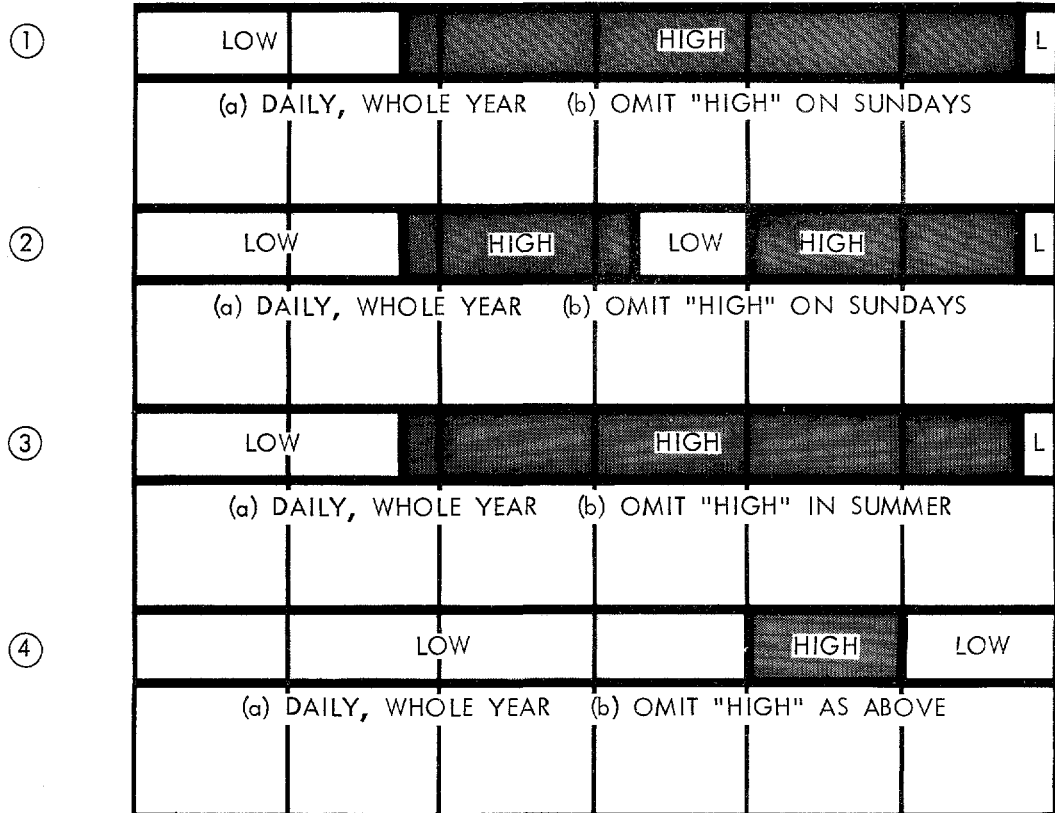 ① LOW HIGH L
(a) DAILY, WHOLE YEAR (b) OMIT "HIGH" ON SUNDAYS
② LOW HIGH LOW HIGH L
(a) DAILY, WHOLE YEAR (b) OMIT "HIGH" ON SUNDAYS
③ LOW HIGH L
(a) DAILY, WHOLE YEAR (b) OMIT "HIGH" IN SUMMER
④ LOW HIGH LOW
(a) DAILY, WHOLE YEAR (b) OMIT "HIGH" AS ABOVE